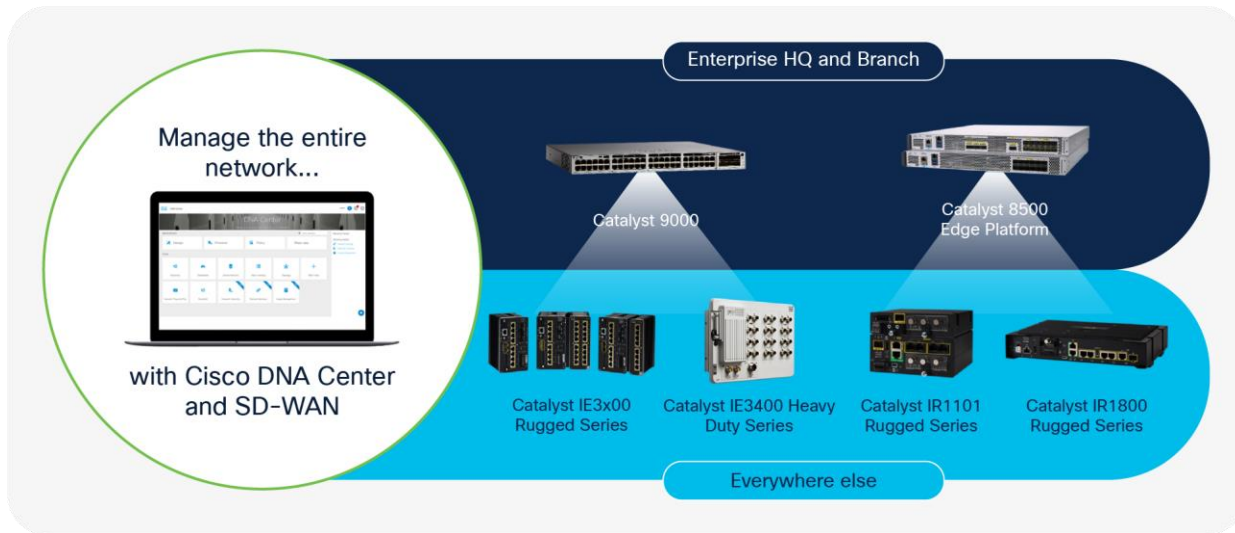 Enterprise HQ and Branch
Manage the entire
network...
DNA Center
with Cisco DNA Center
and SD-WAN
Catalyst 9000
Catalyst 8500
Edge Platform
Catalyst IE3x00
Rugged Series
Catalyst IE3400 Heavy
Duty Series
Catalyst IR1101
Rugged Series
Catalyst IR1800
Rugged Series
Everywhere else